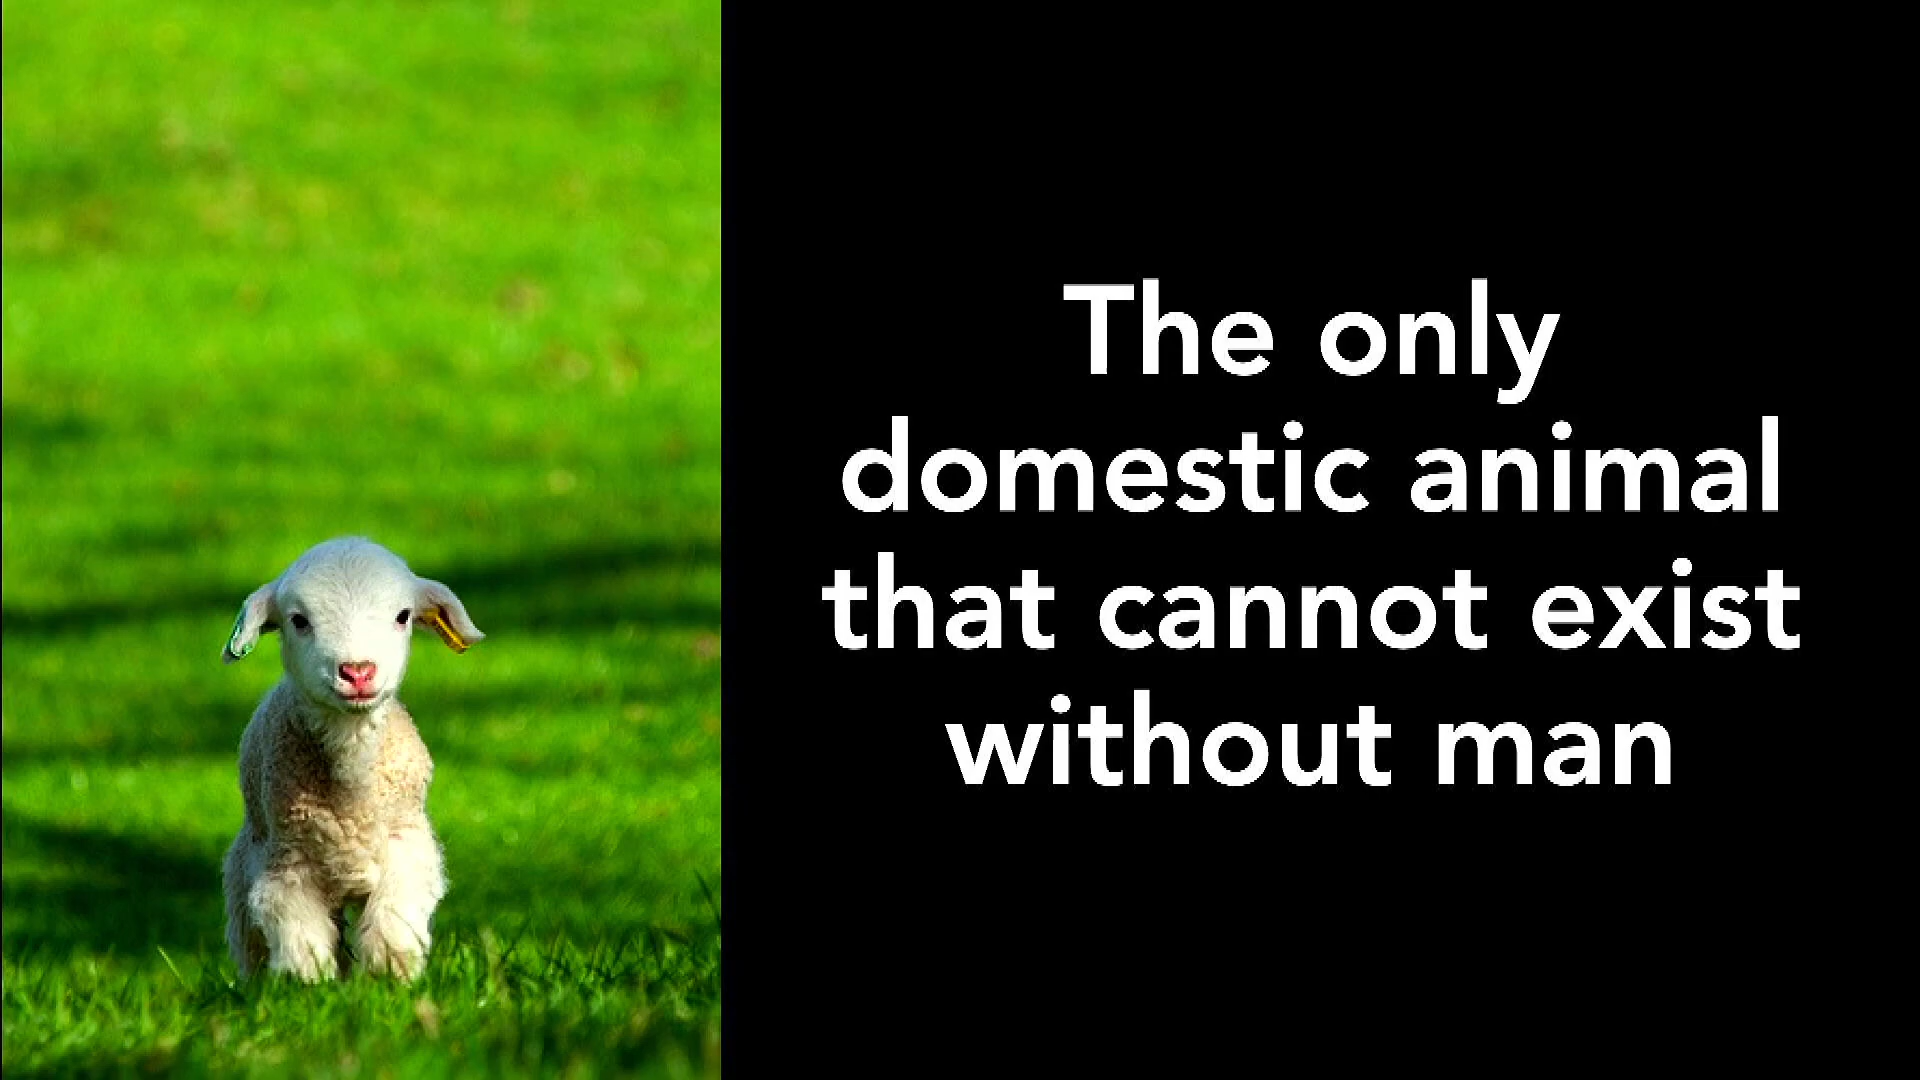 The only
domestic animal
that cannot exist
without man